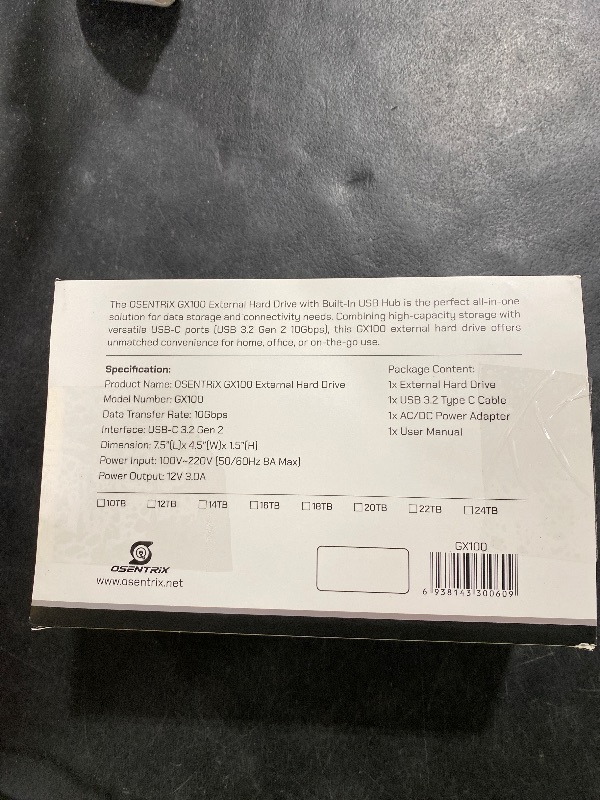 The OSENTRiX GX100 External Hard Drive with Built-In USB Hub is the perfect all-in-one
solution for data storage and connectivity needs. Combining high-capacity storage with
versatile USB-C ports (USB 3.2 Gen 2 10Gbps), this GX100 external hard drive offers
unmatched convenience for home, office, or on-the-go use.
Specification:
Product Name: OSENTRiX GX100 External Hard Drive
Model Number: GX100
Data Transfer Rate: 10Gbps
Interface: USB-C 3.2 Gen 2
Dimension: 7.5"(L)x 4.5"(W)x 1.5"(H)
Power Input: 100V~220V (50/60Hz 8A Max)
Power Output: 12V 3.0A
Package Content:
1x External Hard Drive
1x USB 3.2 Type C Cable
1x AC/DC Power Adapter
1x User Manual
☐10TB ☐12TB ☐14TB ☐16TB ☐18TB ☐20TB ☐22TB ☐24TB
OSENTRiX
www.osentrix.net
GX100
6 938143 300609